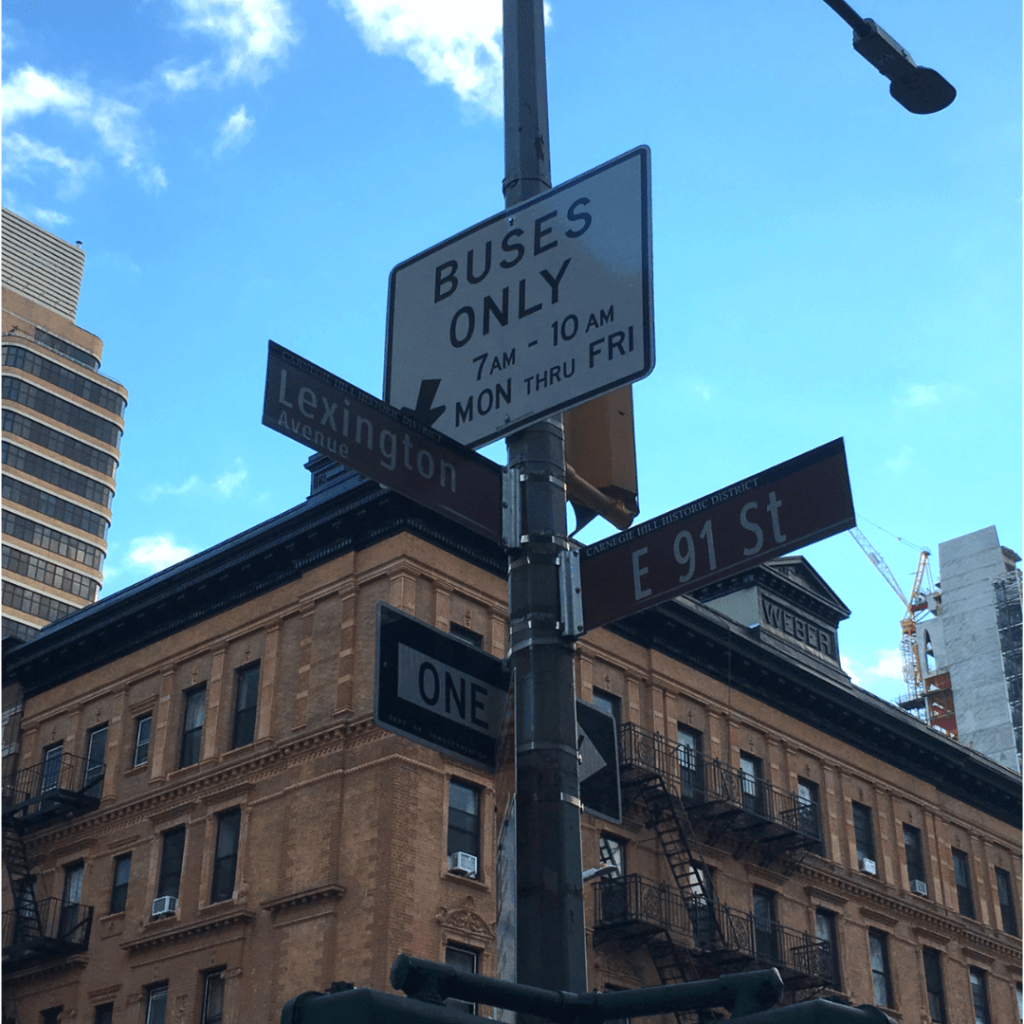 BUSES
ONLY
7AM - 10AM
MON THRU FRI
CARNEGIE HILL HISTORIC DISTRICT
Lexington
Avenue
CARNEGIE HILL HISTORIC DISTRICT
E 91 St
WEBER
ONE